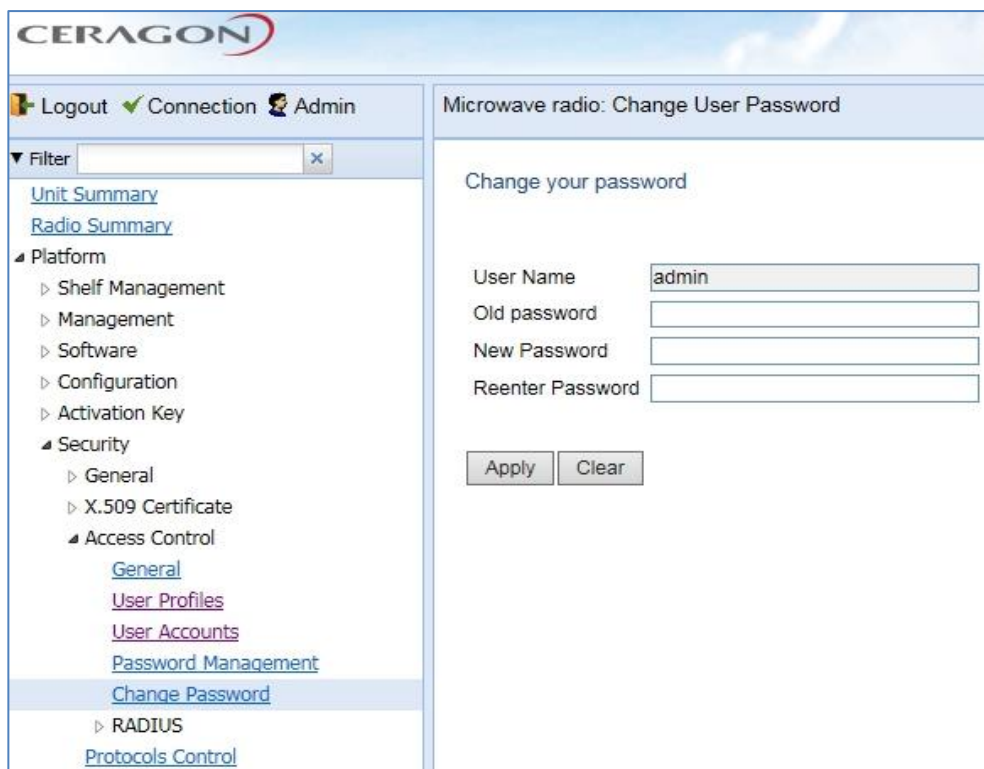 CERAGON
Logout Connection Admin
Filter
Unit Summary
Radio Summary
Platform
Shelf Management
Management
Software
Configuration
Activation Key
Security
General
X.509 Certificate
Access Control
General
User Profiles
User Accounts
Password Management
Change Password
RADIUS
Protocols Control
Microwave radio: Change User Password
Change your password
User Name admin
Old password
New Password
Reenter Password
Apply Clear